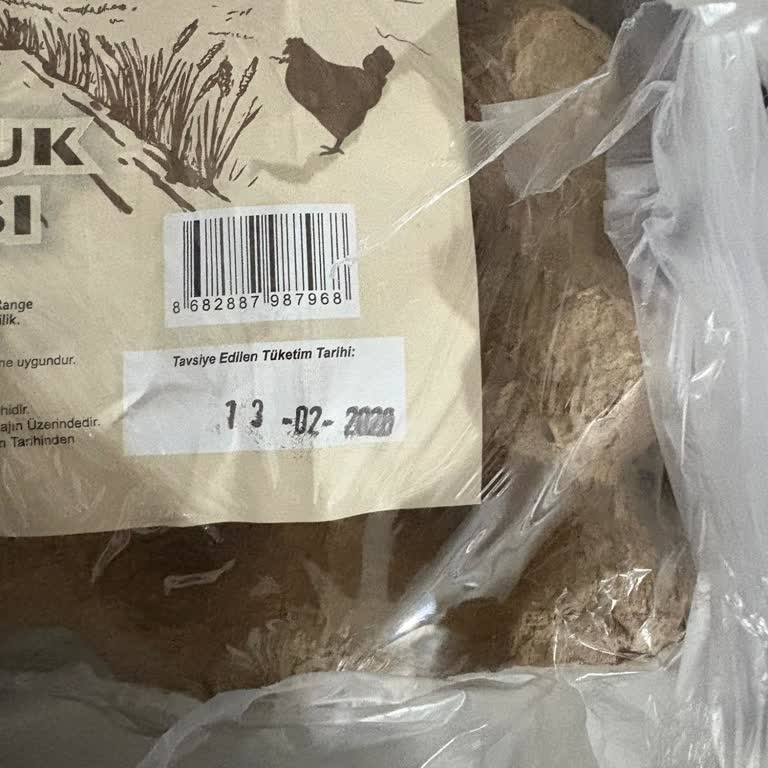 UK
SI
8 682887 987968
Range
ilik.
ne uygundur.
Tavsiye Edilen Tüketim Tarihi:
13 -02- 2026
hidir.
ajın Üzerindedir.
n Tarihinden